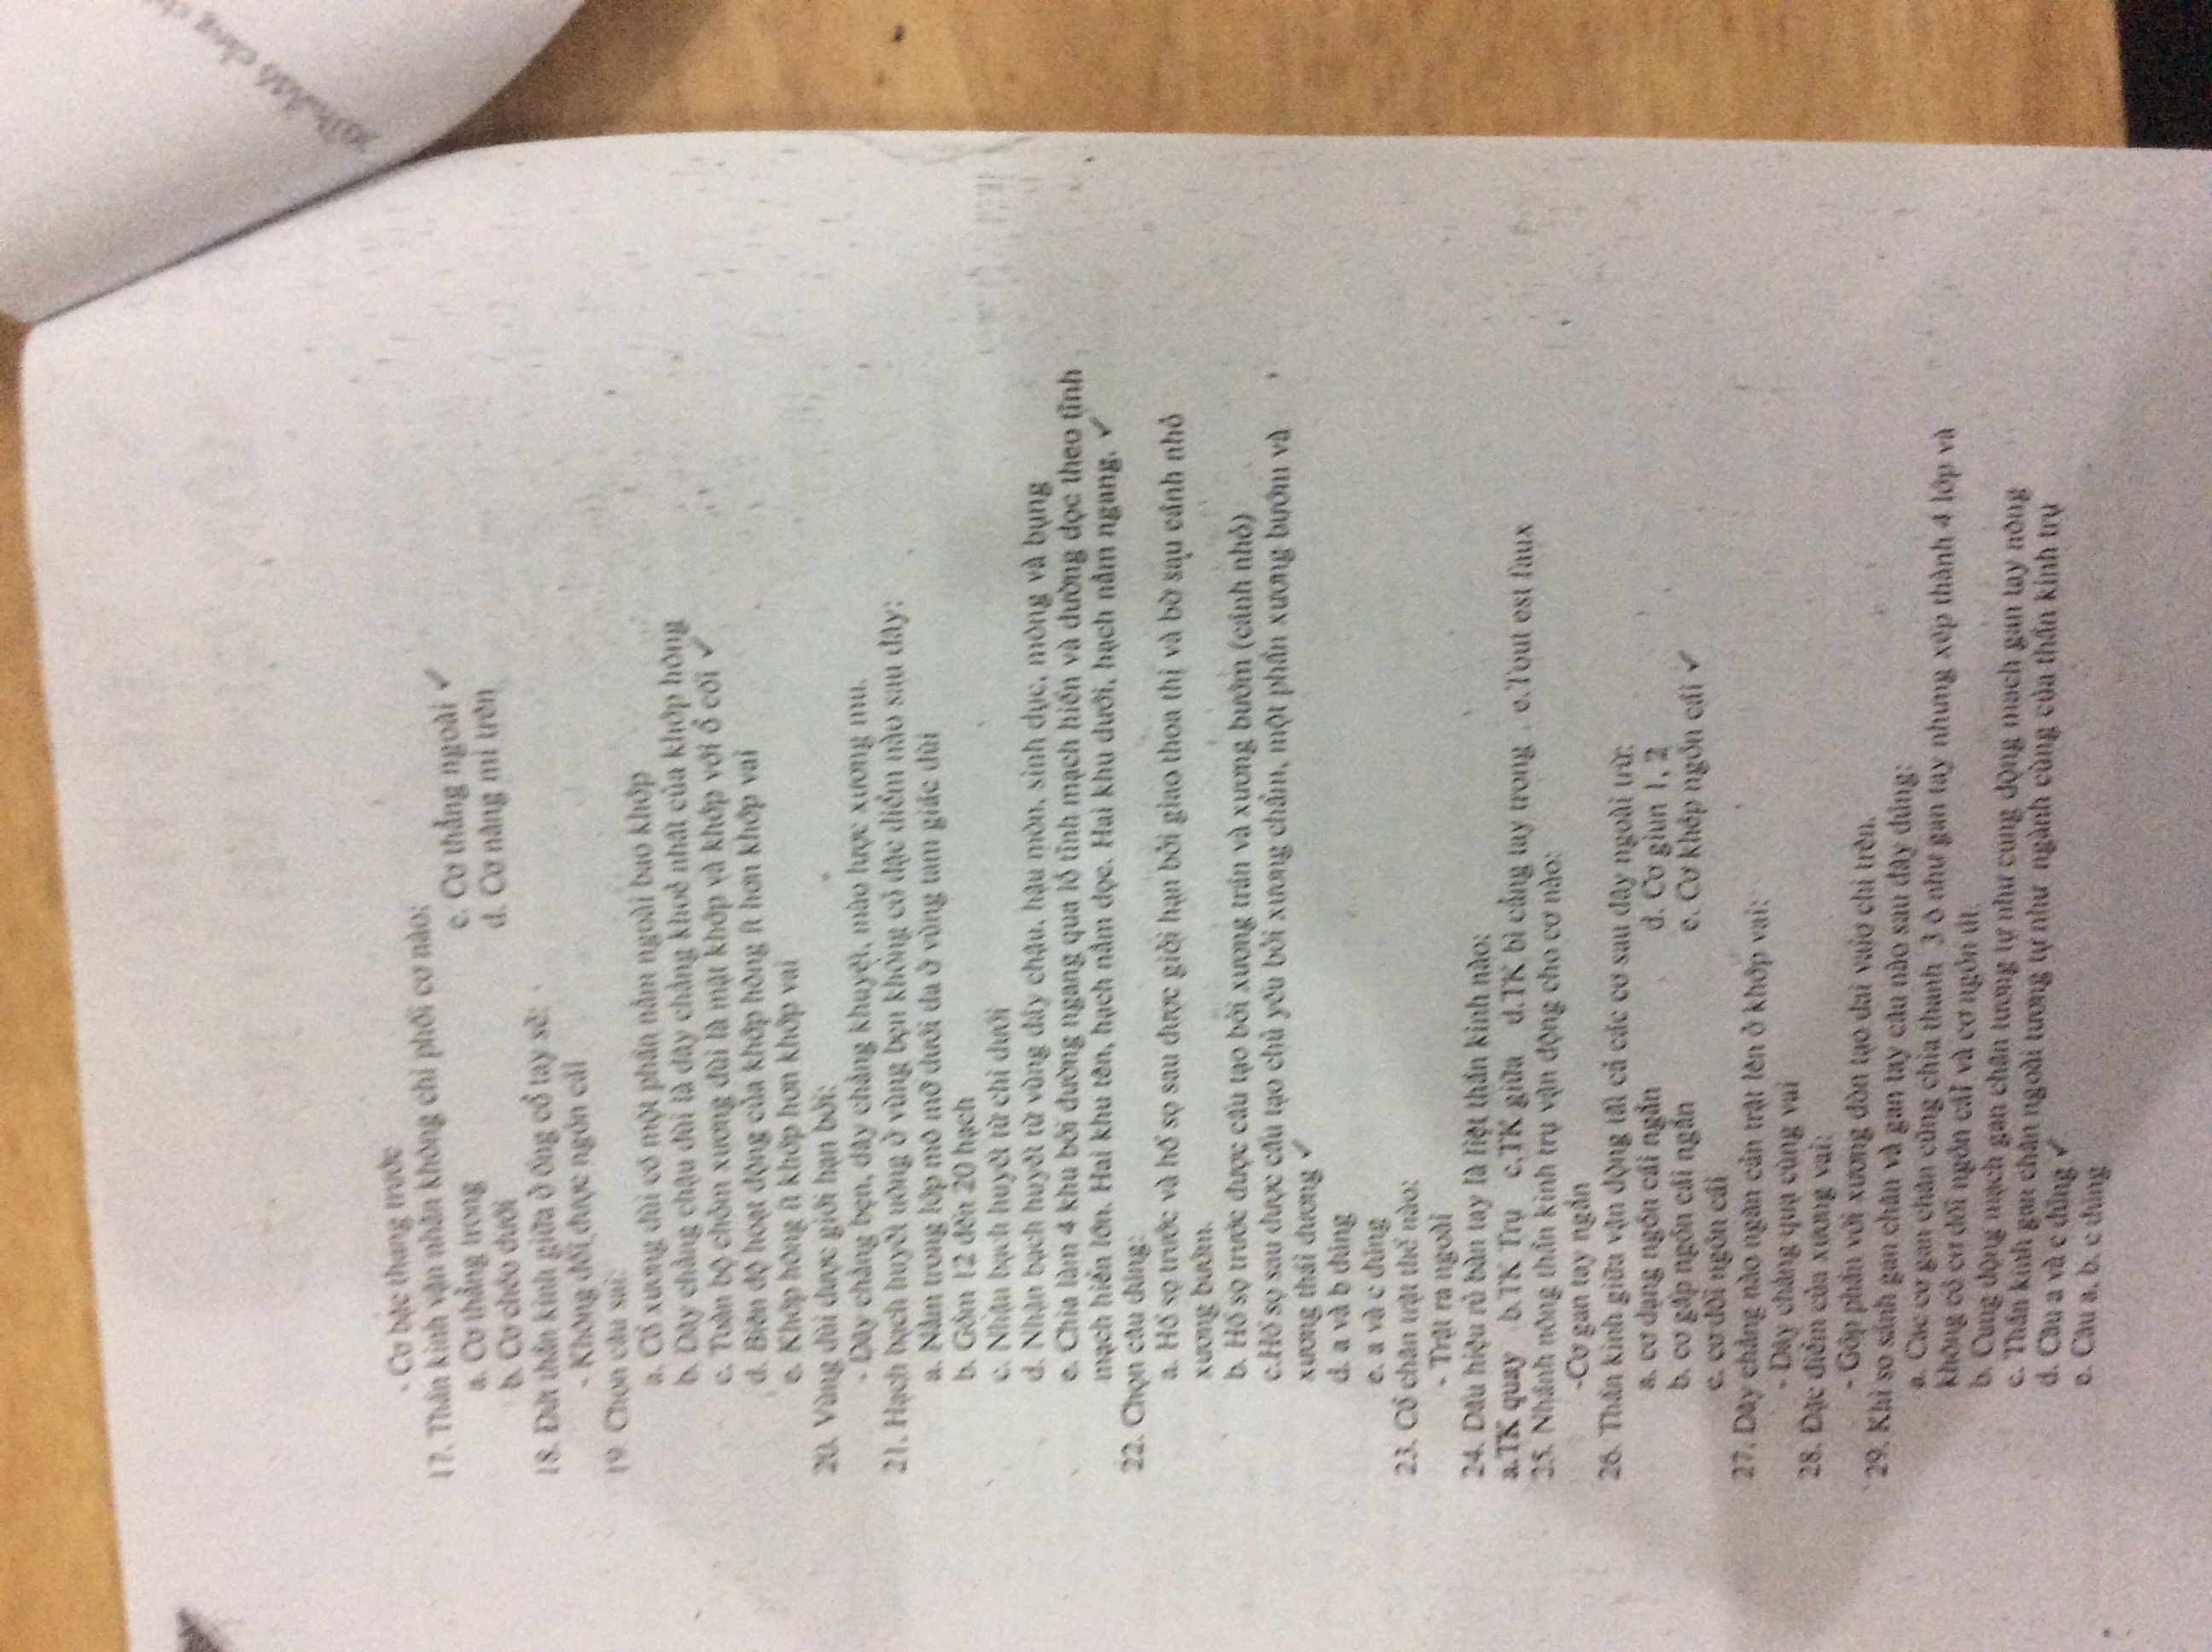 - Cơ bậc thang trước
17. Thần kinh vận nhãn không chi phối cơ nào:
a. Cơ thẳng trong
c. Cơ thẳng ngoài ✓
b. Cơ chéo dưới
d. Cơ nâng mi trên
18. Đứt thần kinh giữa ở ống cổ tay sẽ:
- Không đối được ngón cái
19. Chọn câu sai:
a. Cổ xương đùi có một phần nằm ngoài bao khớp
b. Dây chằng chậu đùi là dây chằng khoẻ nhất của khớp hông
c. Toàn bộ chỏm xương đùi là mặt khớp và khớp với ổ cối ✓
d. Biên độ hoạt động của khớp hông ít hơn khớp vai
e. Khớp hông ít khớp hơn khớp vai
20. Vùng đùi được giới hạn bởi:
- Dây chằng bẹn, dây chằng khuyết, mào lược xương mu.
21. Hạch bạch huyết nông ở vùng bẹn không có đặc điểm nào sau đây:
a. Nằm trong lớp mô mỡ dưới da ở vùng tam giác đùi
b. Gồm 12 đến 20 hạch
c. Nhận bạch huyết từ chi dưới
d. Nhận bạch huyết từ vùng đáy chậu, hậu môn, sinh dục, mông và bụng
e. Chia làm 4 khu bởi đường ngang qua lỗ tĩnh mạch hiển và đường dọc theo tĩnh
mạch hiển lớn. Hai khu tên, hạch nằm dọc. Hai khu dưới, hạch nằm ngang. ✓
22. Chọn câu đúng:
a. Hố sọ trước và hố sọ sau được giới hạn bởi giao thoa thị và bờ sau cánh nhỏ
xương bướm.
b. Hố sọ trước được cấu tạo bởi xương trán và xương bướm (cánh nhỏ)
c.Hố sọ sau được cấu tạo chủ yếu bởi xương chẩm, một phần xương bướm và
xương thái dương ✓
d. a và b đúng
e. a và c đúng
23. Cổ chân trật thế nào:
- Trật ra ngoài
24. Dấu hiệu rủ bàn tay là liệt thần kinh nào:
a.TK quay b.TK Trụ c.TK giữa d.TK bì cẳng tay trong e.Tout est faux
25. Nhánh nông thần kinh trụ vận động cho cơ nào:
-Cơ gan tay ngắn
26. Thần kinh giữa vận động tất cả các cơ sau đây ngoài trừ:
a. cơ dạng ngón cái ngắn
d. Cơ giun 1, 2
b. cơ gấp ngón cái ngắn
e. Cơ khép ngón cái ✓
c. cơ đối ngón cái
27. Dây chằng nào ngăn cản trật lên ở khớp vai:
- Dây chằng quạ cùng vai
28. Đặc điểm của xương vai:
- Góp phần với xương đòn tạo đai vaiơ chi trên.
29. Khi so sánh gan chân và gan tay câu nào sau đây đúng:
a. Các cơ gan chân cũng chia thanh 3 ô như gan tay nhưng xếp thành 4 lớp và
không có cơ đối ngón cái và cơ ngón út.
b. Cung động mạch gan chân tương tự như cung động mach gan tay nông
c. Thần kinh gan chân ngoài tương tự như ngành cùng của thần kinh trụ
d. Câu a và c đúng ✓
e. Câu a, b, c đúng